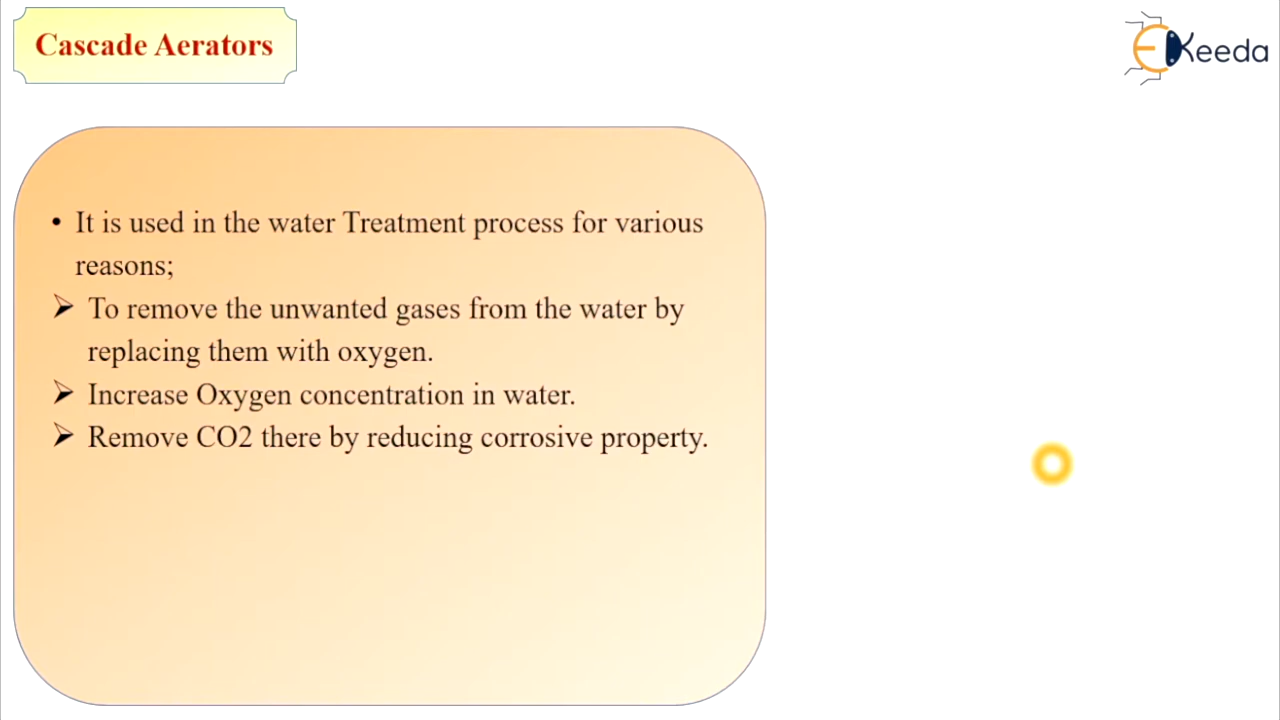 Cascade Aerators
EKeeda
• It is used in the water Treatment process for various
reasons;
➢ To remove the unwanted gases from the water by
replacing them with oxygen.
➢ Increase Oxygen concentration in water.
➢ Remove CO2 there by reducing corrosive property.